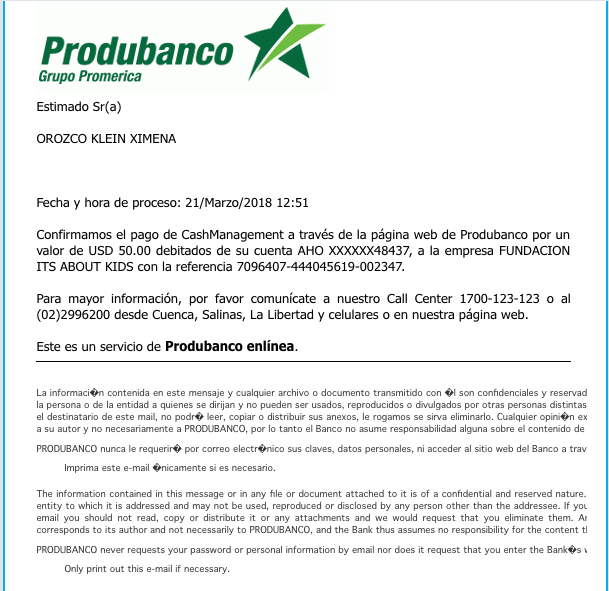 Produbanco
Grupo Promerica
Estimado Sr(a)
OROZCO KLEIN XIMENA
Fecha y hora de proceso: 21/Marzo/2018 12:51
Confirmamos el pago de CashManagement a través de la página web de Produbanco por un
valor de USD 50.00 debitados de su cuenta AHO XXXXXX48437, a la empresa FUNDACION
ITS ABOUT KIDS con la referencia 7096407-444045619-002347.
Para mayor información, por favor comunícate a nuestro Call Center 1700-123-123 o al
(02)2996200 desde Cuenca, Salinas, La Libertad y celulares o en nuestra página web.
Este es un servicio de Produbanco enlínea.
La informaci�n contenida en este mensaje y cualquier archivo o documento transmitido con �l son confidenciales y reservad
la persona o de la entidad a quienes se dirijan y no pueden ser usados, reproducidos o divulgados por otras personas distintas
el destinatario de este mail, no podr� leer, copiar o distribuir sus anexos, le rogamos se sirva eliminarlo. Cualquier opini�n ex
a su autor y no necesariamente a PRODUBANCO, por lo tanto el Banco no asume responsabilidad alguna sobre el contenido de
PRODUBANCO nunca le requerir� por correo electr�nico sus claves, datos personales, ni acceder al sitio web del Banco a trav
Imprima este e-mail �nicamente si es necesario.
The information contained in this message or in any file or document attached to it is of a confidential and reserved nature.
entity to which it is addressed and may not be used, reproduced or disclosed by any person other than the addressee. If you
email you should not read, copy or distribute it or any attachments and we would request that you eliminate them. Ar
corresponds to its author and not necessarily to PRODUBANCO, and the Bank thus assumes no responsibility for the content t
PRODUBANCO never requests your password or personal information by email nor does it request that you enter the Bank�s v
Only print out this e-mail if necessary.